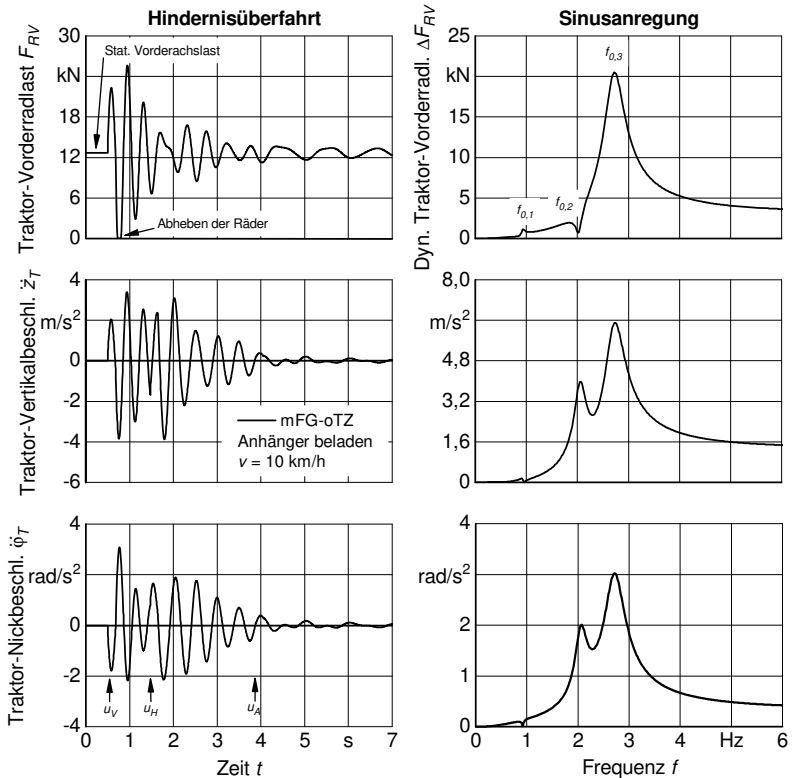 Hindernisüberfahrt
Traktor-Vorderradlast F_RV
30
kN
18
12
6
0
Stat. Vorderachslast
Abheben der Räder
Sinusanregung
Dyn. Traktor-Vorderradl. ΔF_RV
25
kN
15
10
5
0
f_0,1
f_0,2
f_0,3
Traktor-Vertikalbeschl. z̈_T
4
m/s²
0
-2
-4
-6
mFG-oTZ
Anhänger beladen
v = 10 km/h
8,0
m/s²
4,8
3,2
1,6
0
Traktor-Nickbeschl. φ̈_T
4
rad/s²
0
-2
-4
u_V
u_H
u_A
0 1 2 3 4 5 s 7
Zeit t
4
rad/s²
2
1
0
0 1 2 3 4 Hz 6
Frequenz f